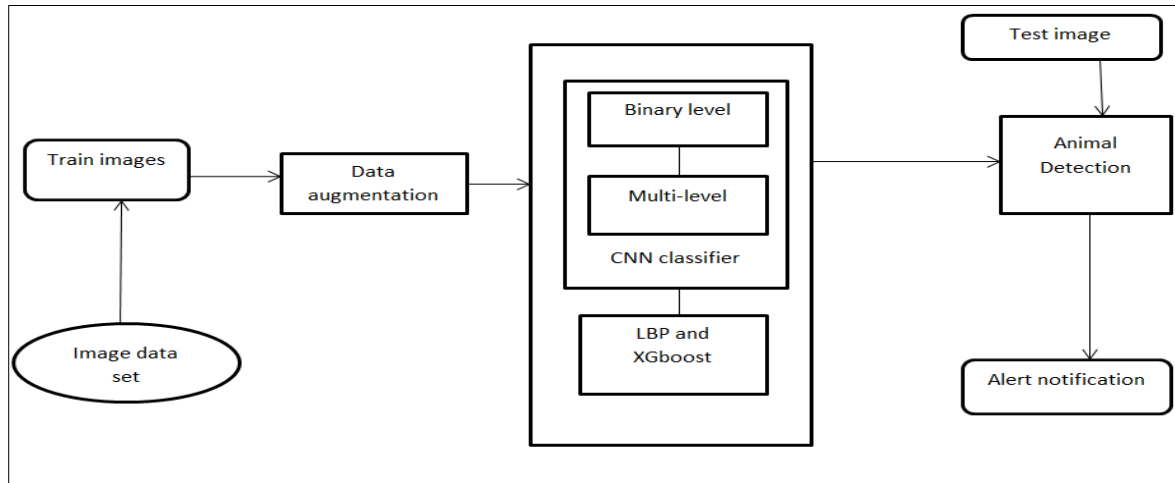 Test image
Binary level
Train images
Data
augmentation
Animal
Detection
Multi-level
CNN classifier
LBP and
XGboost
Image data
set
Alert notification